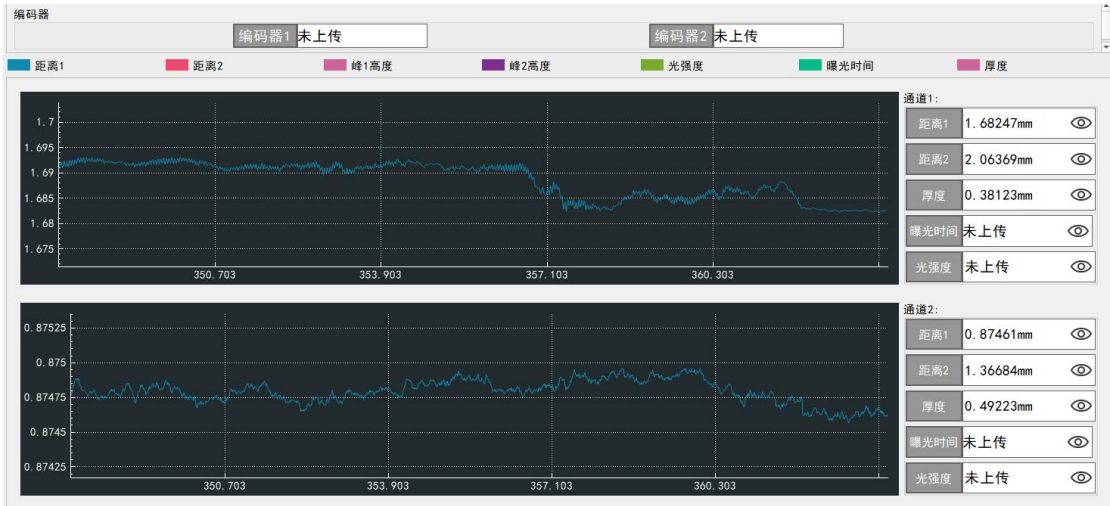 编码器
编码器1 未上传 编码器2 未上传
距离1 距离2 峰1高度 峰2高度 光强度 曝光时间 厚度
1.7
1.695
1.69
1.685
1.68
1.675
350.703 353.903 357.103 360.303
通道1:
距离1 1.68247mm
距离2 2.06369mm
厚度 0.38123mm
曝光时间 未上传
光强度 未上传
0.87525
0.875
0.87475
0.8745
0.87425
350.703 353.903 357.103 360.303
通道2:
距离1 0.87461mm
距离2 1.36684mm
厚度 0.49223mm
曝光时间 未上传
光强度 未上传